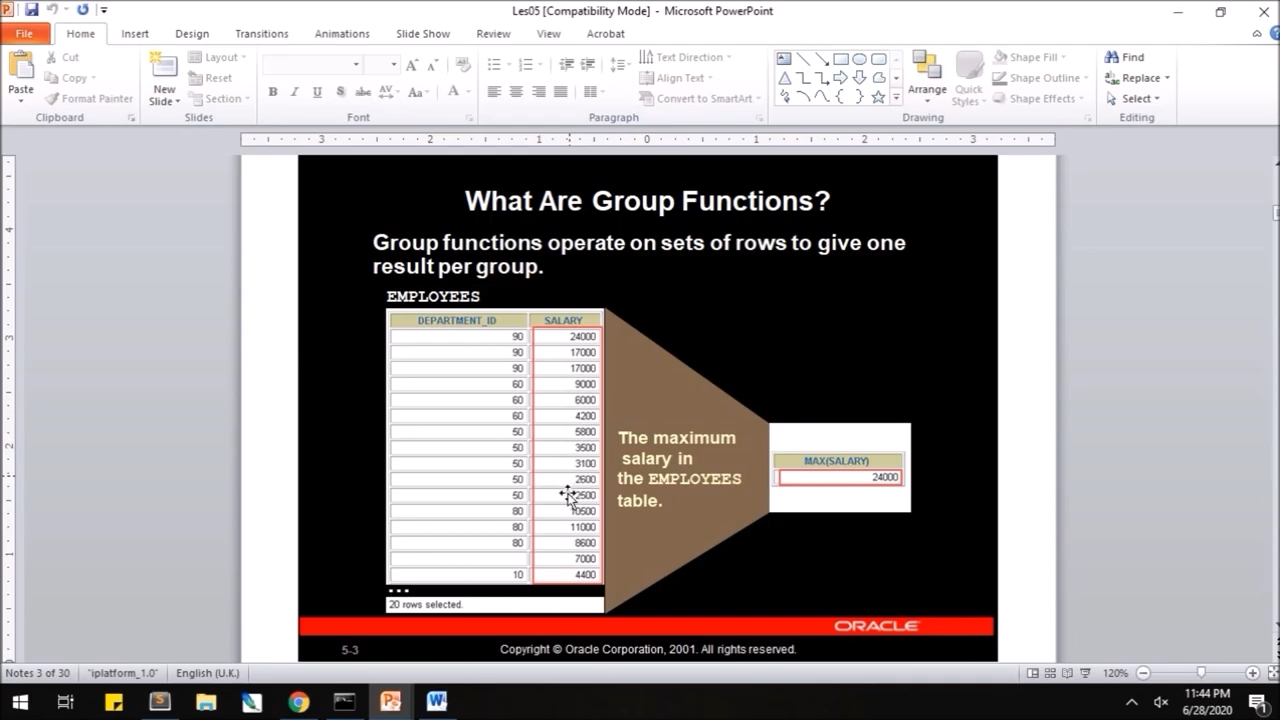 Les05 [Compatibility Mode] - Microsoft PowerPoint
File Home Insert Design Transitions Animations Slide Show Review View Acrobat
Cut Layout Text Direction Shape Fill Find
Copy Reset Align Text Shape Outline Replace
Paste Format Painter New Slide Section Convert to SmartArt Arrange Quick Styles Shape Effects Select
Clipboard Slides Font Paragraph Drawing Editing
3 2 1 0 1 2 3
What Are Group Functions?
Group functions operate on sets of rows to give one
result per group.
EMPLOYEES
DEPARTMENT_ID SALARY
90 24000
90 17000
90 17000
60 9000
60 6000
60 4200
50 5800
50 3500
50 3100
50 2600
50 2500
80 10500
80 11000
80 8600
7000
10 4400
...
20 rows selected.
The maximum
salary in
the EMPLOYEES
table.
MAX(SALARY)
24000
ORACLE
5-3 Copyright © Oracle Corporation, 2001. All rights reserved.
Notes 3 of 30 "iplatform_1.0" English (U.K.) 120%
11:44 PM
6/28/2020